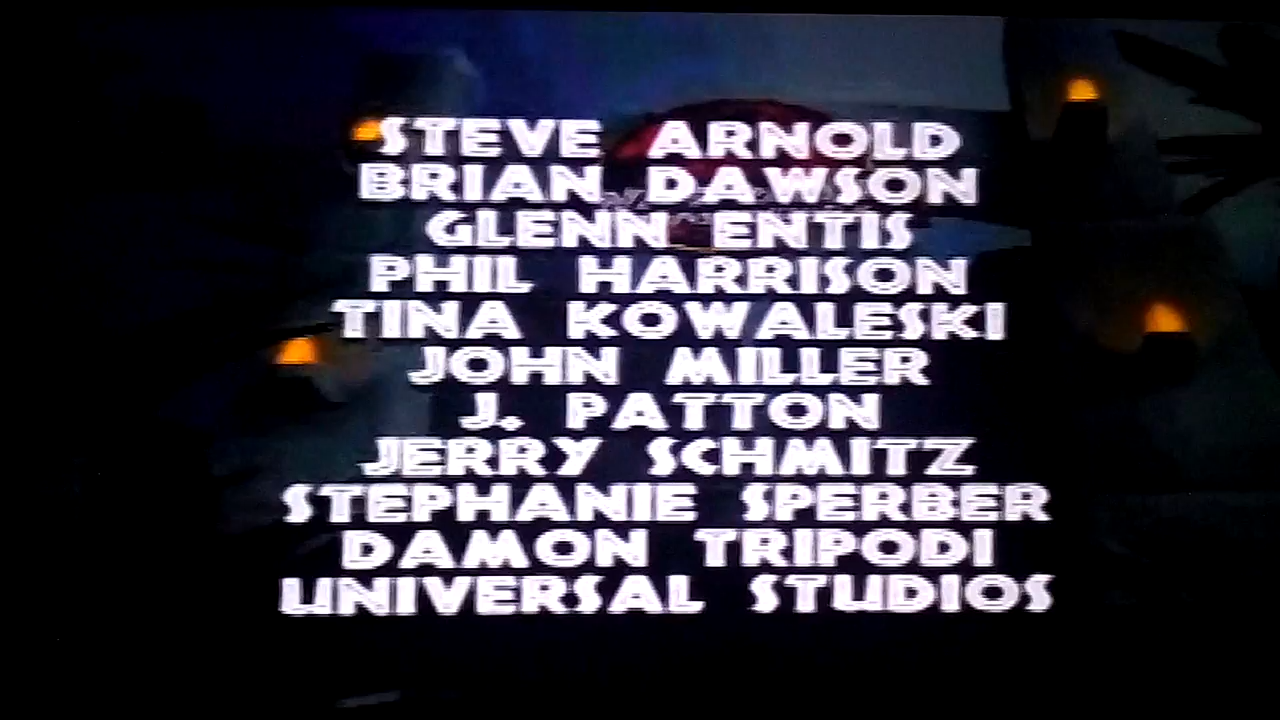 STEVE ARNOLD
BRIAN DAWSON
GLENN ENTIS
PHIL HARRISON
TINA KOWALESKI
JOHN MILLER
J. PATTON
JERRY SCHMITZ
STEPHANIE SPERBER
DAMON TRIPODI
UNIVERSAL STUDIOS